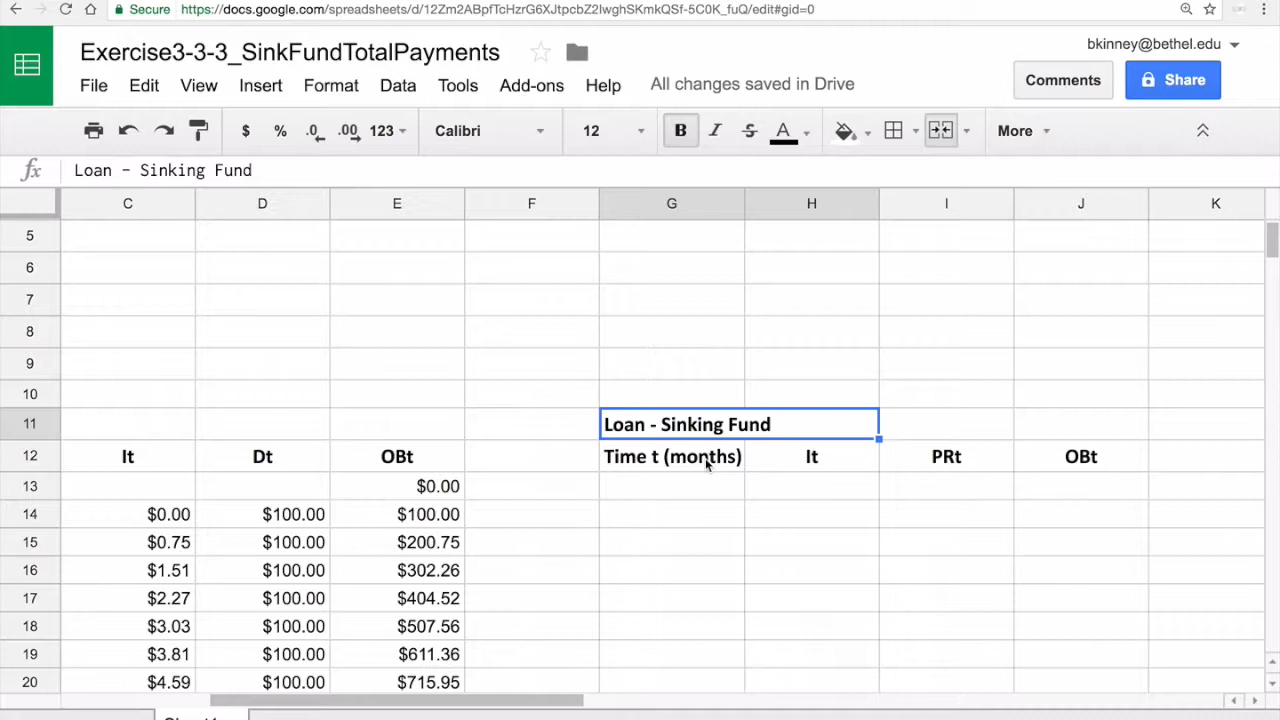 Secure https://docs.google.com/spreadsheets/d/12Zm2ABpfTcHzrG6XJtpcbZ2lwghSKmkQSf-5C0K_fuQ/edit#gid=0
Exercise3-3-3_SinkFundTotalPayments
bkinney@bethel.edu
File Edit View Insert Format Data Tools Add-ons Help All changes saved in Drive
Comments Share
$ % .0 .00 123 Calibri 12 B I S A More
fx Loan - Sinking Fund
C D E F G H I J K
5
6
7
8
9
10
11 Loan - Sinking Fund
12 It Dt OBt Time t (months) It PRt OBt
13 $0.00
14 $0.00 $100.00 $100.00
15 $0.75 $100.00 $200.75
16 $1.51 $100.00 $302.26
17 $2.27 $100.00 $404.52
18 $3.03 $100.00 $507.56
19 $3.81 $100.00 $611.36
20 $4.59 $100.00 $715.95